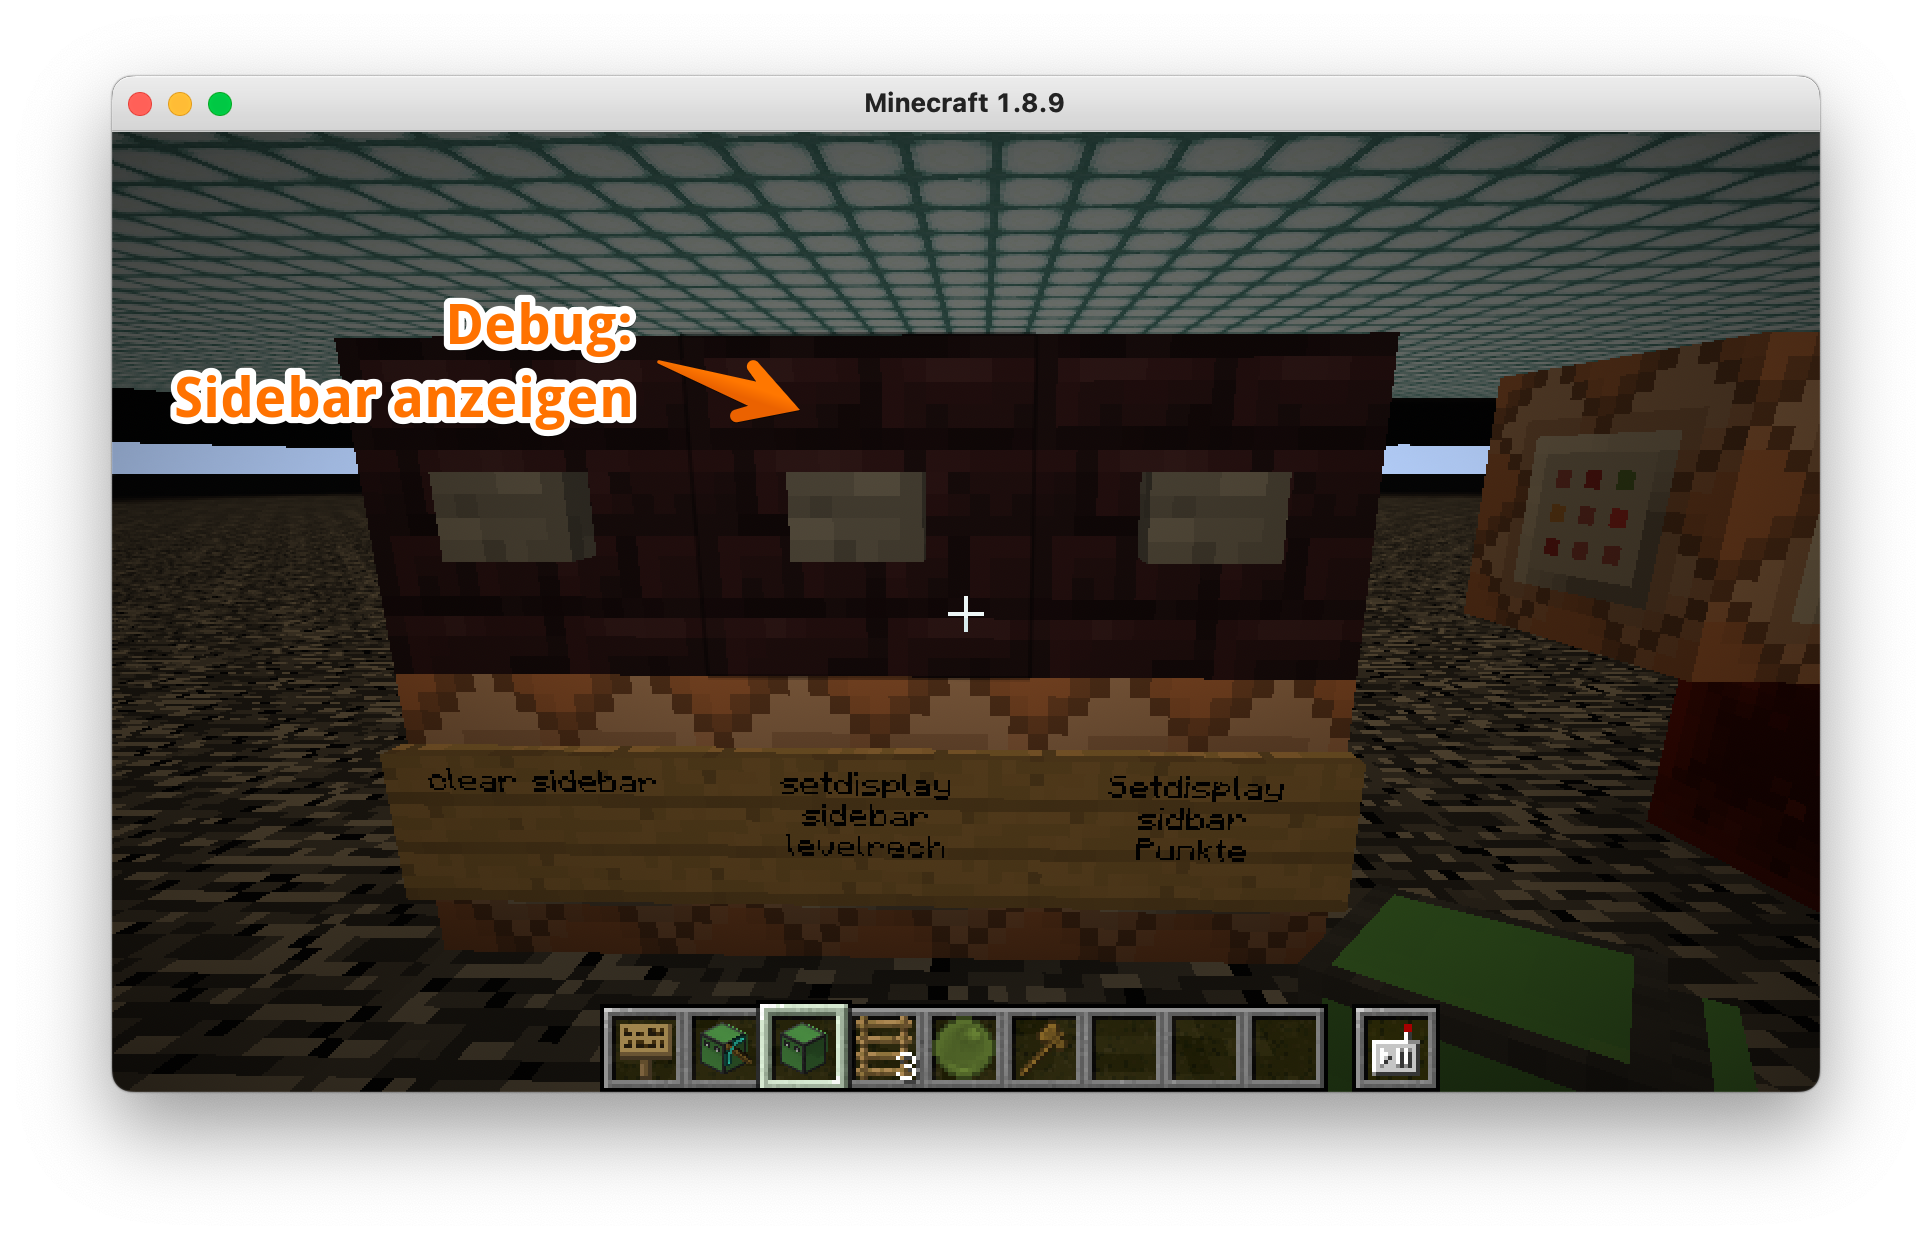 Minecraft 1.8.9
Debug:
Sidebar anzeigen
clear sidebar
setdisplay
sidebar
levelrech
Setdisplay
sidbar
Punkte
3